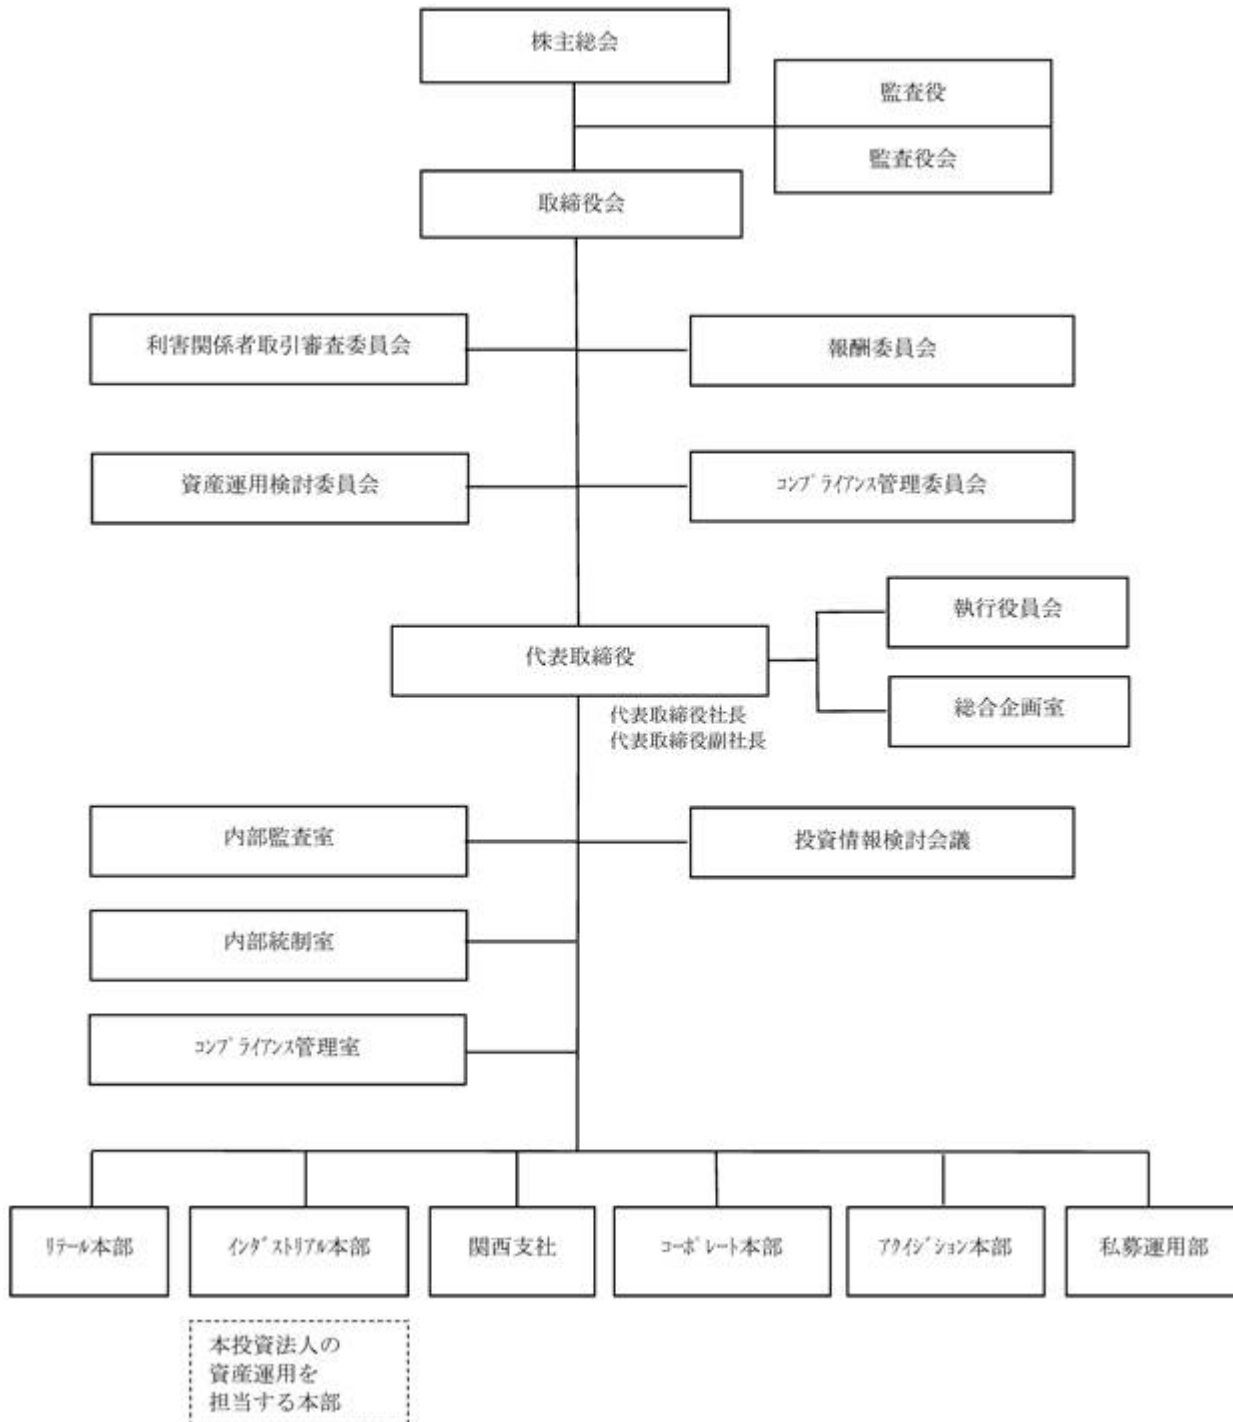 株主総会
監査役
監査役会
取締役会
利害関係者取引審査委員会
報酬委員会
資産運用検討委員会
ｺﾝﾌﾟﾗｲｱﾝｽ管理委員会
執行役員会
代表取締役
総合企画室
代表取締役社長
代表取締役副社長
内部監査室
投資情報検討会議
内部統制室
ｺﾝﾌﾟﾗｲｱﾝｽ管理室
ﾘﾃｰﾙ本部
ｲﾝﾀﾞｽﾄﾘｱﾙ本部
関西支社
ｺｰﾎﾟﾚｰﾄ本部
ｱｸｲｼﾞｼｮﾝ本部
私募運用部
本投資法人の
資産運用を
担当する本部